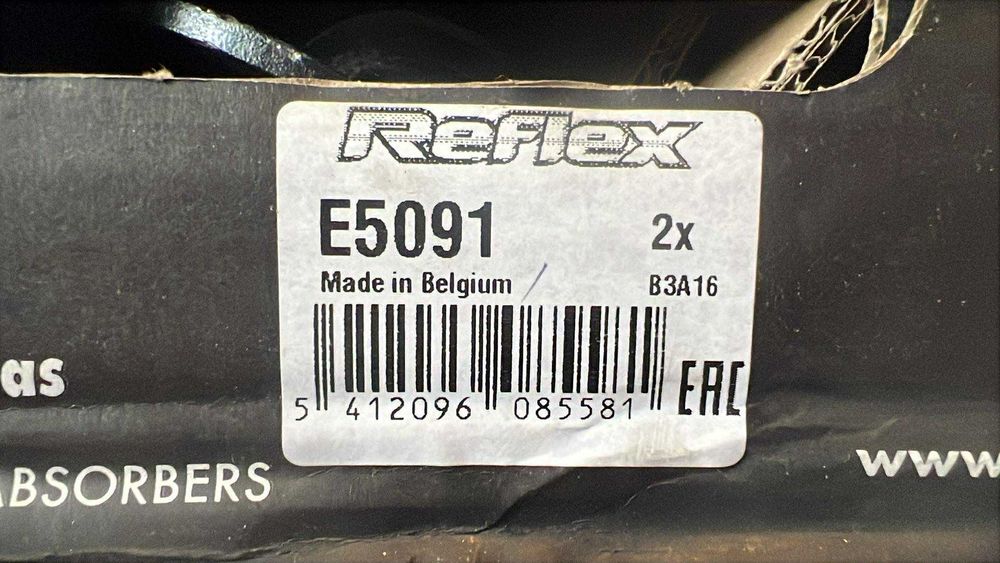 Reflex
E5091 2x
Made in Belgium B3A16
5 412096 085581 EAC
as
ABSORBERS
www